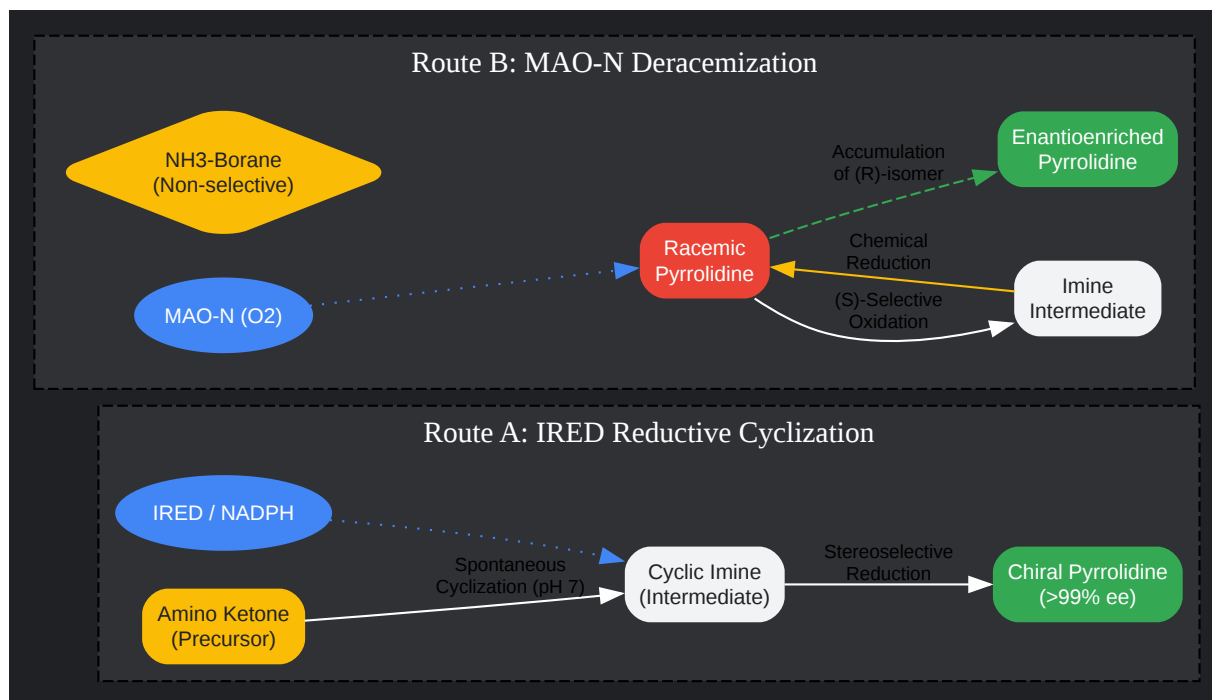 Route B: MAO-N Deracemization
NH3-Borane
(Non-selective)
MAO-N (O2)
Racemic
Pyrrolidine
Accumulation
of (R)-isomer
Enantioenriched
Pyrrolidine
Chemical
Reduction
(S)-Selective
Oxidation
Imine
Intermediate
Route A: IRED Reductive Cyclization
IRED / NADPH
Amino Ketone
(Precursor)
Spontaneous
Cyclization (pH 7)
Cyclic Imine
(Intermediate)
Stereoselective
Reduction
Chiral Pyrrolidine
(>99% ee)